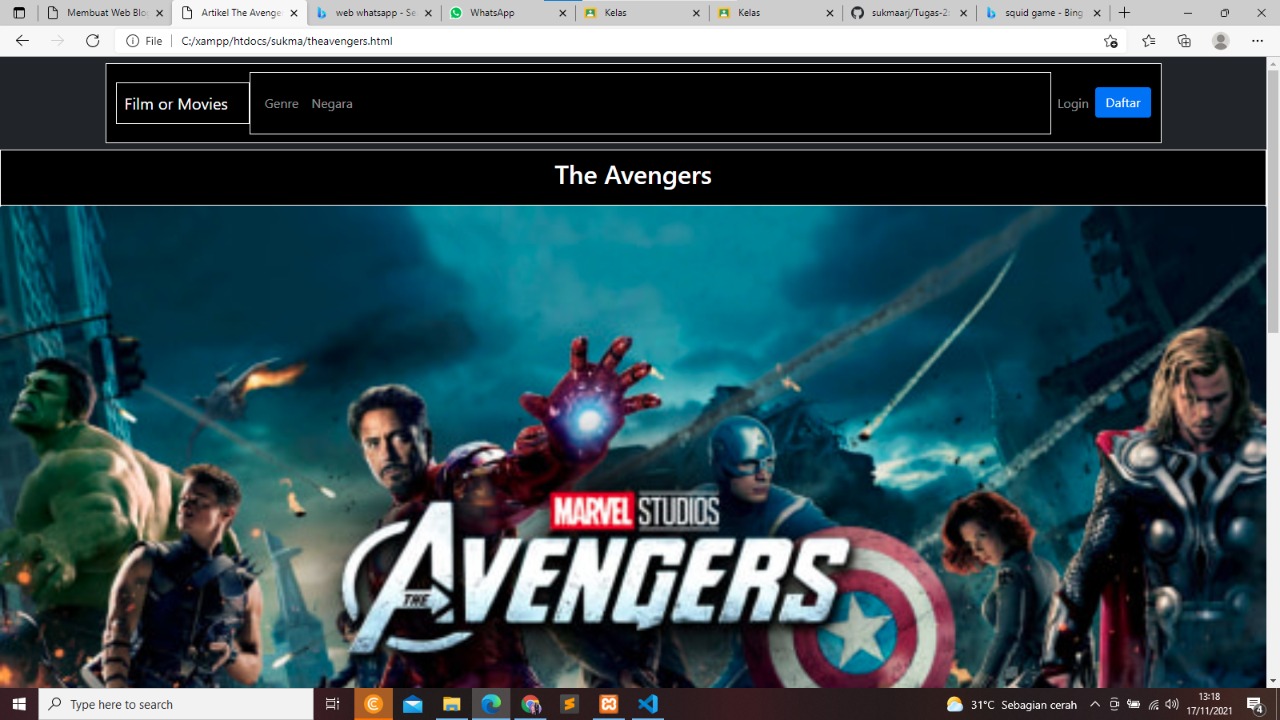 Membuat Web Blo
Artikel The Avenge
web whatsapp - Se
WhatsApp
Kelas
Kelas
sukmaarj/Tugas-2
squid game - Bing
File
C:/xampp/htdocs/sukma/theavengers.html
Film or Movies
Genre
Negara
Login
Daftar
The Avengers
MARVEL STUDIOS
THE AVENGERS
Type here to search
31°C Sebagian cerah
13:18
17/11/2021
4